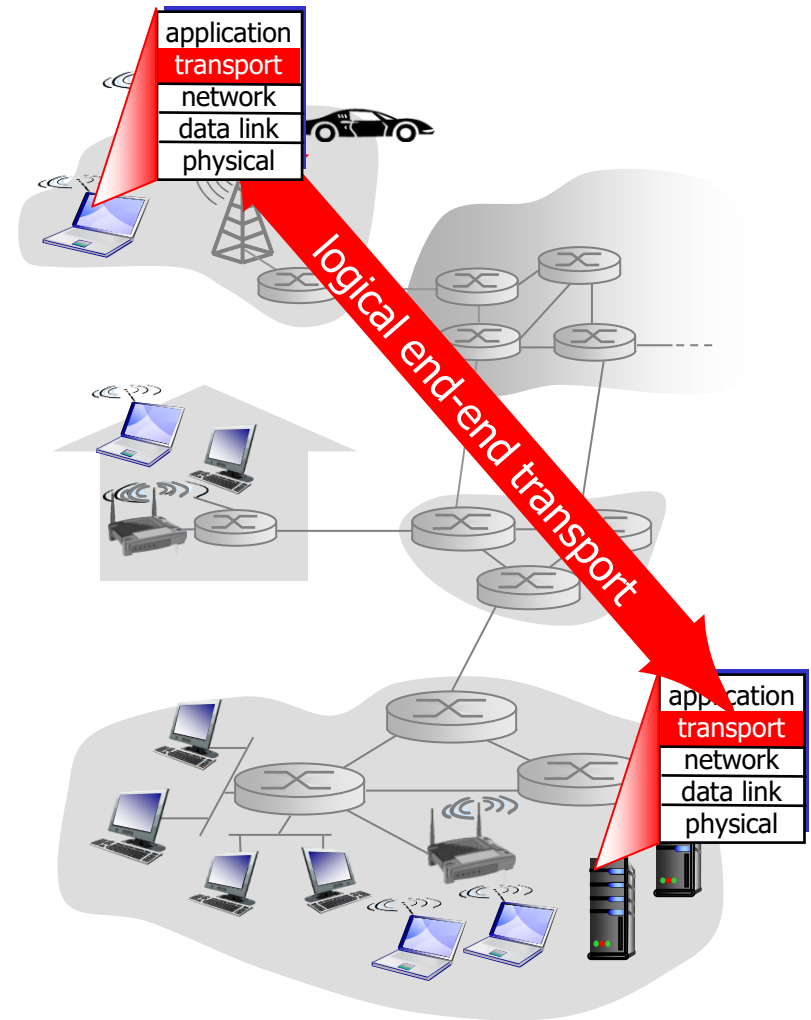 application
transport
network
data link
physical
logical end-end transport
application
transport
network
data link
physical